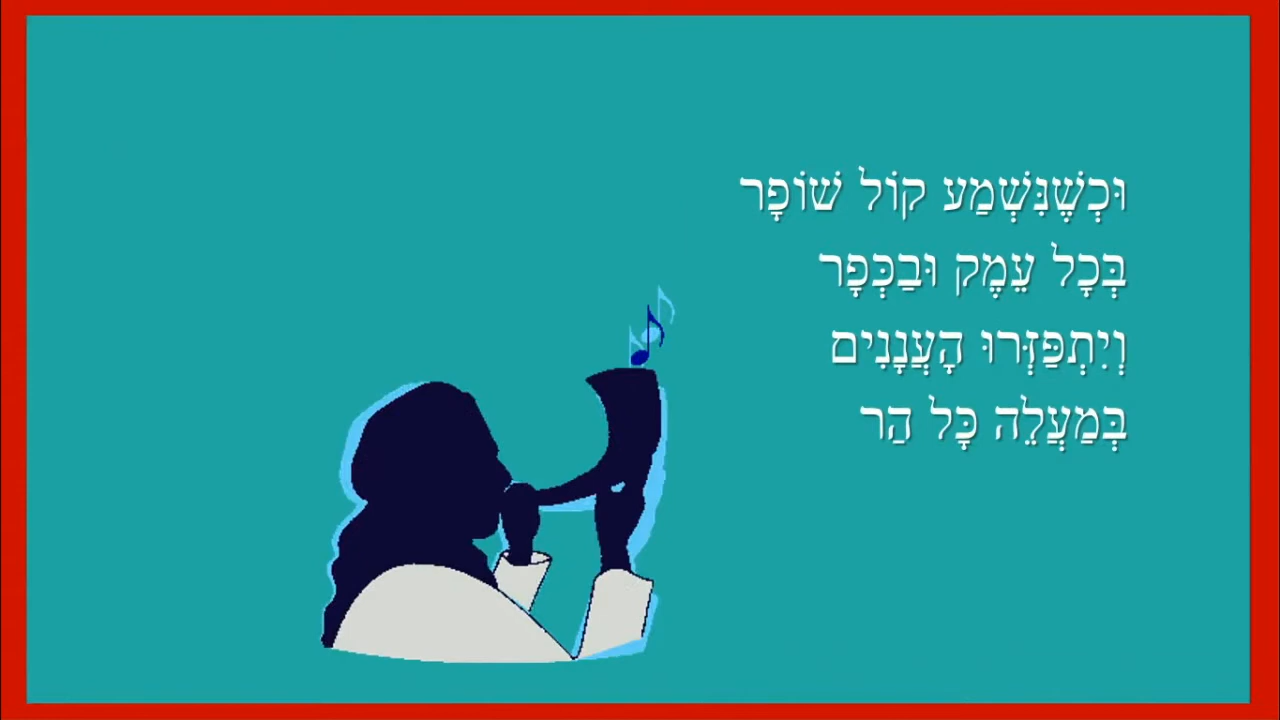 וּכְשֶׁנִּשְׁמַע קוֹל שׁוֹפָר
בְּכָל עֵמֶק וּבַכְּפָר
וְיִתְפַּזְּרוּ הָעֲנָנִים
בְּמַעֲלֵה כָּל הַר